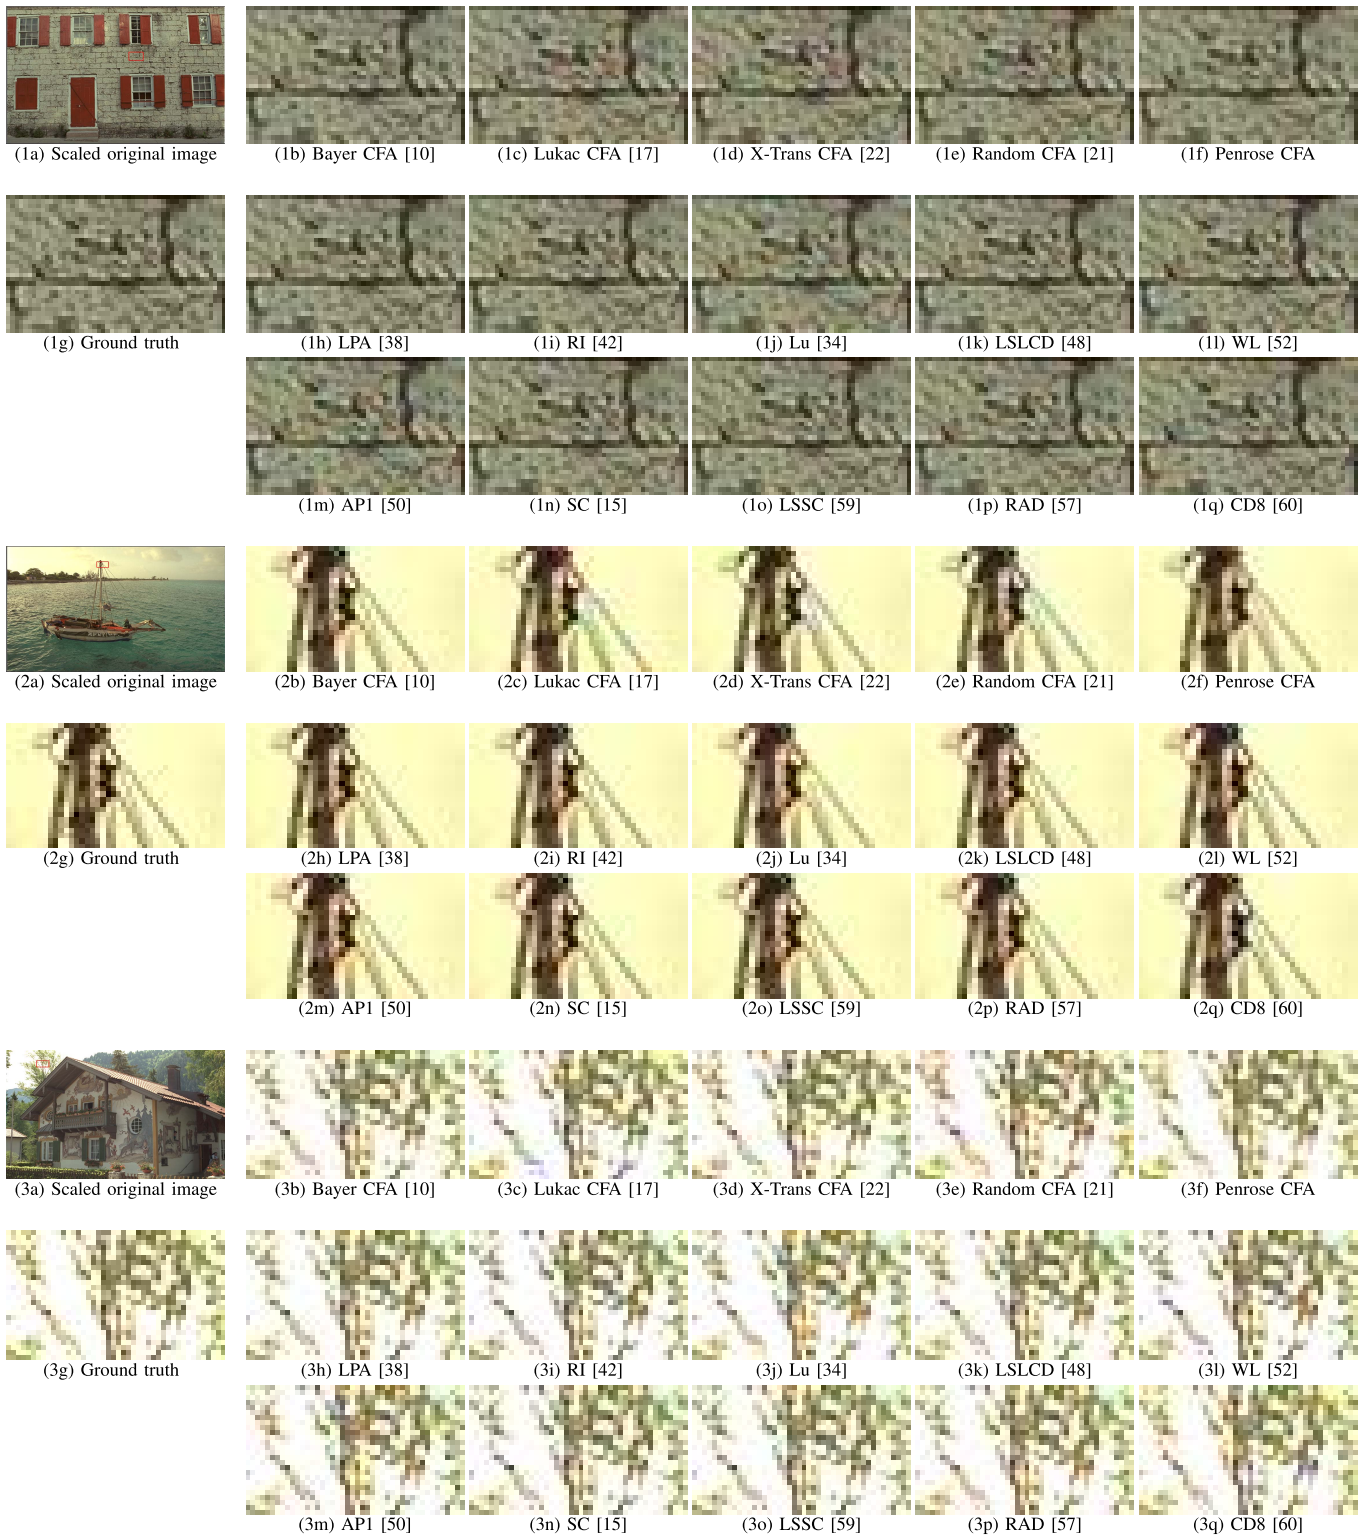 (1a) Scaled original image (1b) Bayer CFA [10] (1c) Lukac CFA [17] (1d) X-Trans CFA [22] (1e) Random CFA [21] (1f) Penrose CFA
(1g) Ground truth (1h) LPA [38] (1i) RI [42] (1j) Lu [34] (1k) LSLCD [48] (1l) WL [52]
(1m) AP1 [50] (1n) SC [15] (1o) LSSC [59] (1p) RAD [57] (1q) CD8 [60]
(2a) Scaled original image (2b) Bayer CFA [10] (2c) Lukac CFA [17] (2d) X-Trans CFA [22] (2e) Random CFA [21] (2f) Penrose CFA
(2g) Ground truth (2h) LPA [38] (2i) RI [42] (2j) Lu [34] (2k) LSLCD [48] (2l) WL [52]
(2m) AP1 [50] (2n) SC [15] (2o) LSSC [59] (2p) RAD [57] (2q) CD8 [60]
(3a) Scaled original image (3b) Bayer CFA [10] (3c) Lukac CFA [17] (3d) X-Trans CFA [22] (3e) Random CFA [21] (3f) Penrose CFA
(3g) Ground truth (3h) LPA [38] (3i) RI [42] (3j) Lu [34] (3k) LSLCD [48] (3l) WL [52]
(3m) AP1 [50] (3n) SC [15] (3o) LSSC [59] (3p) RAD [57] (3q) CD8 [60]